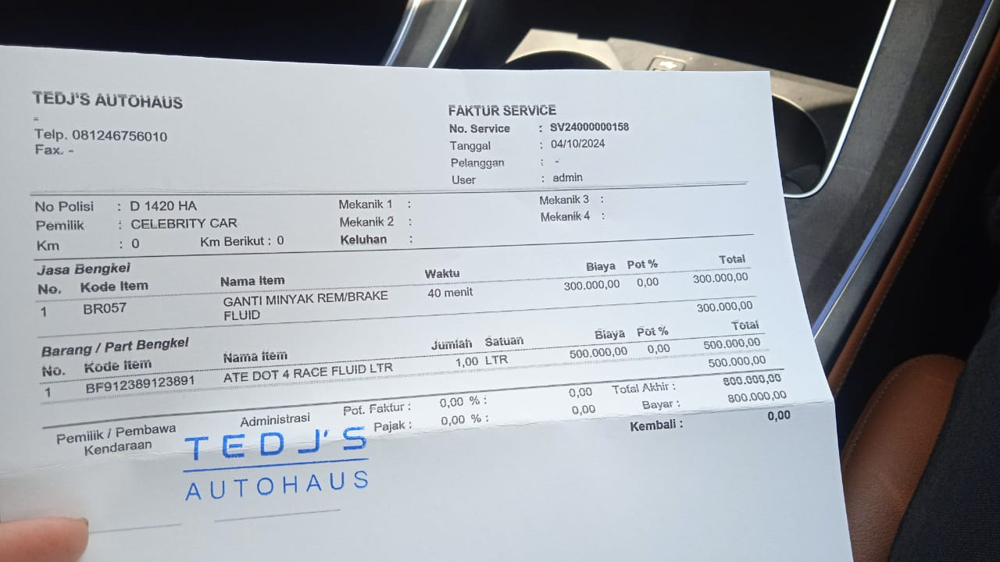 TEDJ'S AUTOHAUS
-
Telp. 081246756010
Fax. -
FAKTUR SERVICE
No. Service : SV24000000158
Tanggal : 04/10/2024
Pelanggan : -
User : admin
No Polisi : D 1420 HA Mekanik 1 : Mekanik 3 :
Pemilik : CELEBRITY CAR Mekanik 2 : Mekanik 4 :
Km : 0 Km Berikut : 0 Keluhan :
Jasa Bengkel
No. Kode Item Nama Item Waktu Biaya Pot % Total
1 BR057 GANTI MINYAK REM/BRAKE 40 menit 300.000,00 0,00 300.000,00
FLUID
300.000,00
Barang / Part Bengkel
No. Kode Item Nama Item Jumlah Satuan Biaya Pot % Total
1 BF912389123891 ATE DOT 4 RACE FLUID LTR 1,00 LTR 500.000,00 0,00 500.000,00
500.000,00
Pemilik / Pembawa Administrasi Pot. Faktur : 0,00 % : 0,00 Total Akhir : 800.000,00
Kendaraan Pajak : 0,00 % : 0,00 Bayar : 800.000,00
Kembali : 0,00
TEDJ'S
AUTOHAUS